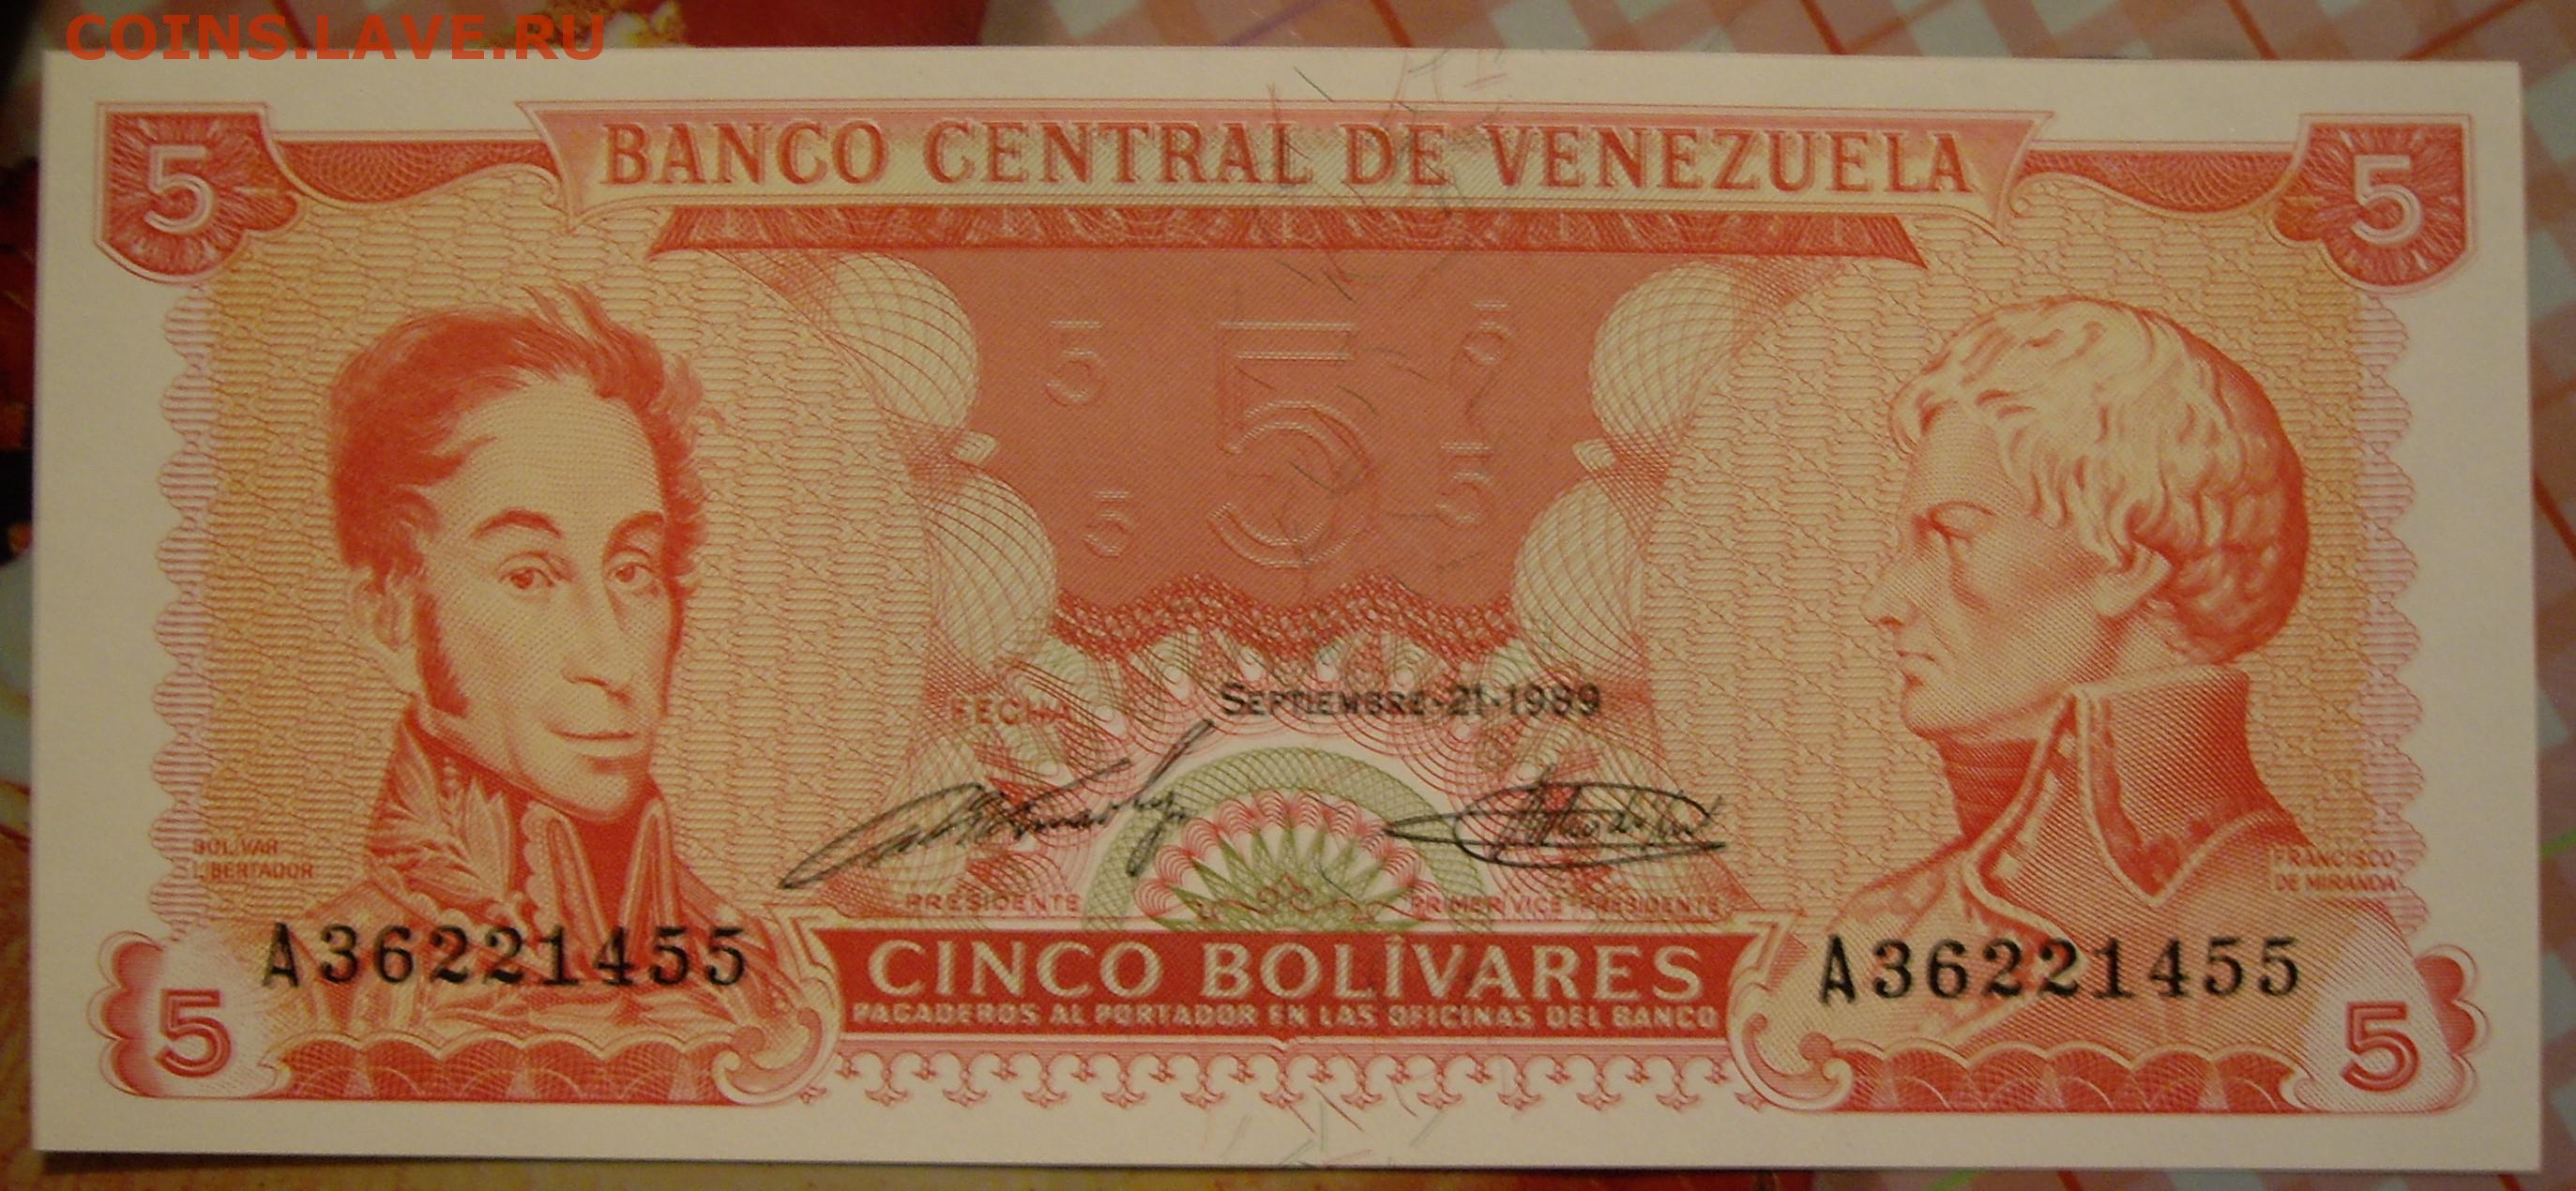 COINS.LAVE.RU
5 BANCO CENTRAL DE VENEZUELA 5
5 5 5
5 5
FECHA SEPTIEMBRE-21-1989
BOLIVAR
LIBERTADOR
FRANCISCO
DE MIRANDA
PRESIDENTE PRIMER VICE-PRESIDENTE
A36221455 A36221455
CINCO BOLÍVARES
PAGADEROS AL PORTADOR EN LAS OFICINAS DEL BANCO
5 5